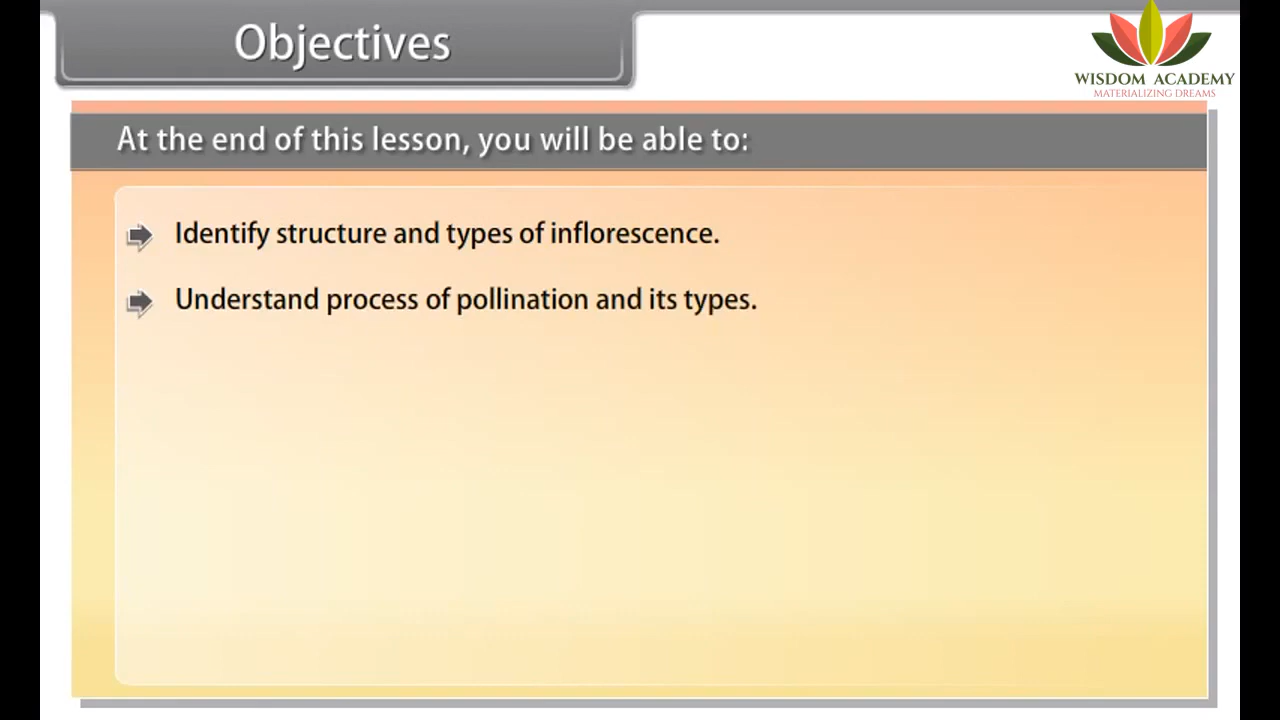 Objectives
WISDOM ACADEMY
MATERIALIZING DREAMS
At the end of this lesson, you will be able to:
Identify structure and types of inflorescence.
Understand process of pollination and its types.